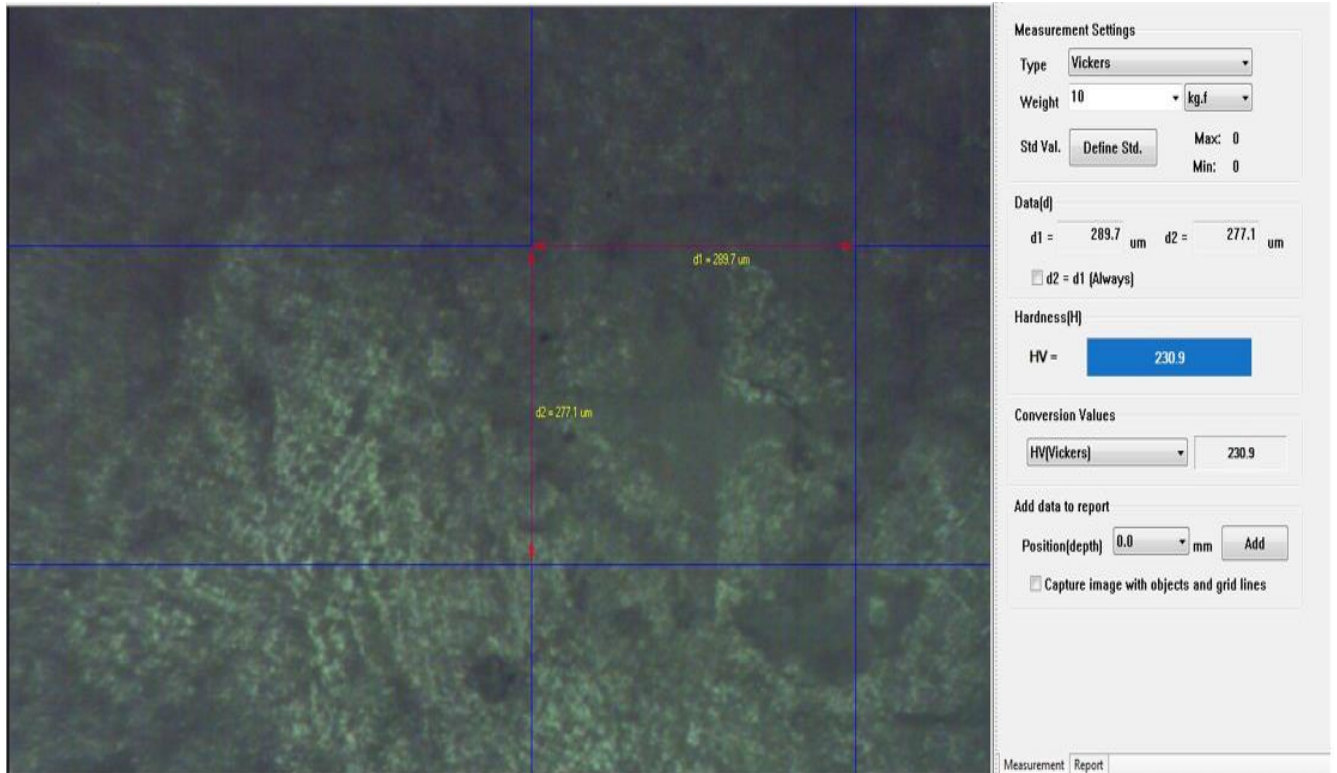 d1 = 289.7 um
d2 = 277.1 um
Measurement Settings
Type Vickers
Weight 10 kg.f
Std Val. Define Std. Max: 0
Min: 0
Data(d)
d1 = 289.7 um d2 = 277.1 um
d2 = d1 (Always)
Hardness(H)
HV = 230.9
Conversion Values
HV(Vickers) 230.9
Add data to report
Position(depth) 0.0 mm Add
Capture image with objects and grid lines
Measurement Report